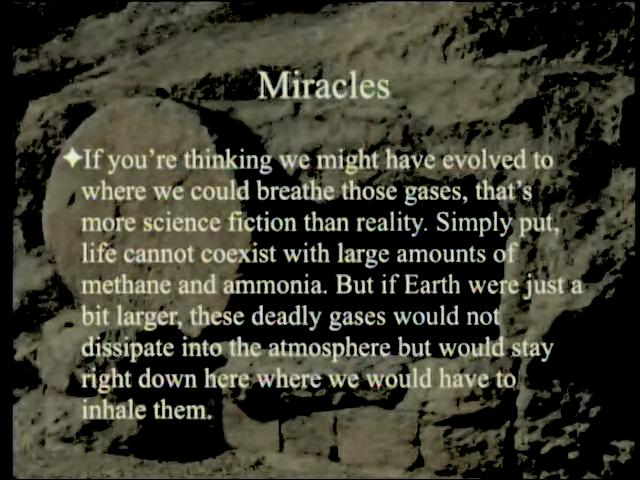 Miracles
✦If you're thinking we might have evolved to
where we could breathe those gases, that's
more science fiction than reality. Simply put,
life cannot coexist with large amounts of
methane and ammonia. But if Earth were just a
bit larger, these deadly gases would not
dissipate into the atmosphere but would stay
right down here where we would have to
inhale them.